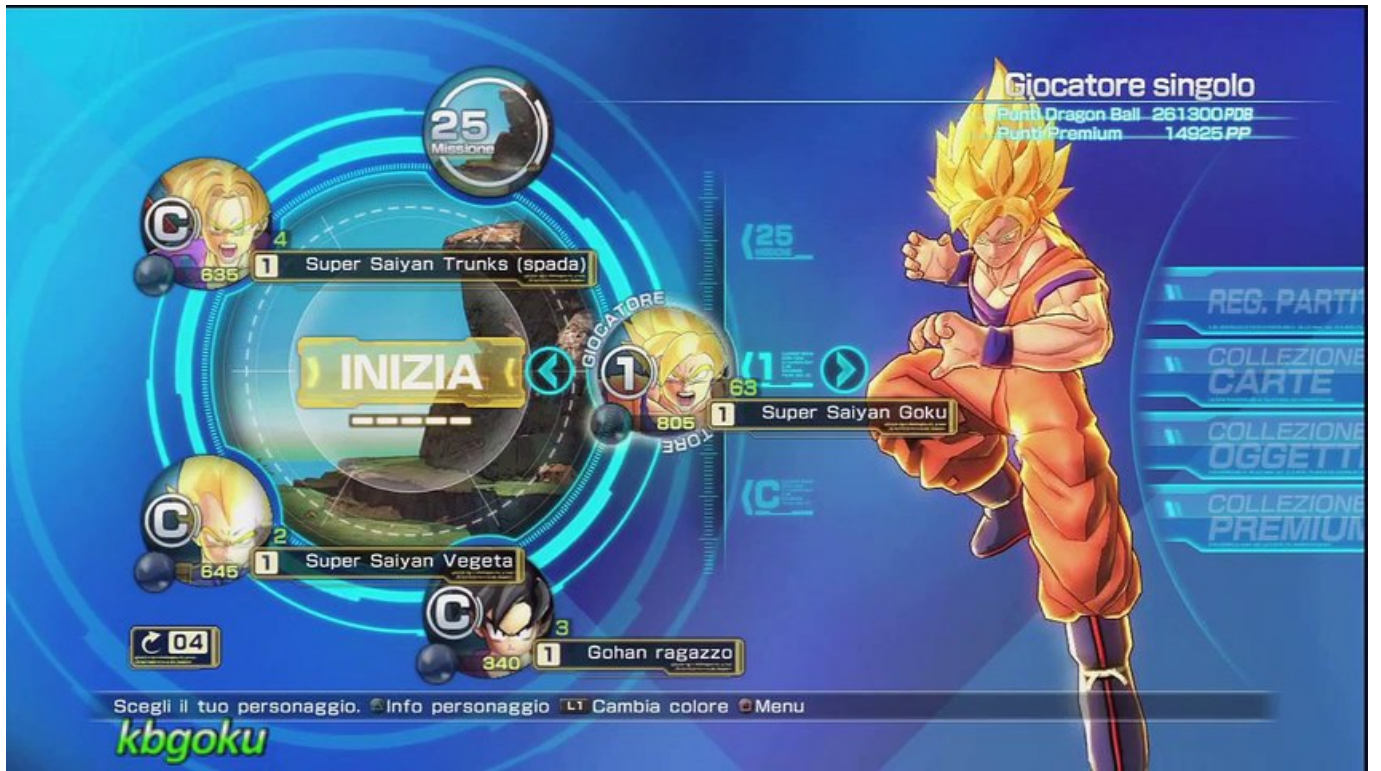 Giocatore singolo
Punti Dragon Ball 261300 PDB
Punti Premium 14925 PP
25
Missione
C
4
635
1 Super Saiyan Trunks (spada)
25
GIOCATORE
INIZIA
1
1
63
805
1 Super Saiyan Goku
REG. PARTI
COLLEZIONE
CARTE
COLLEZIONE
OGGETTI
COLLEZIONE
PREMIUM
C
C
2
645
1 Super Saiyan Vegeta
C
3
340
1 Gohan ragazzo
04
Scegli il tuo personaggio. Info personaggio L1 Cambia colore Menu
kbgoku